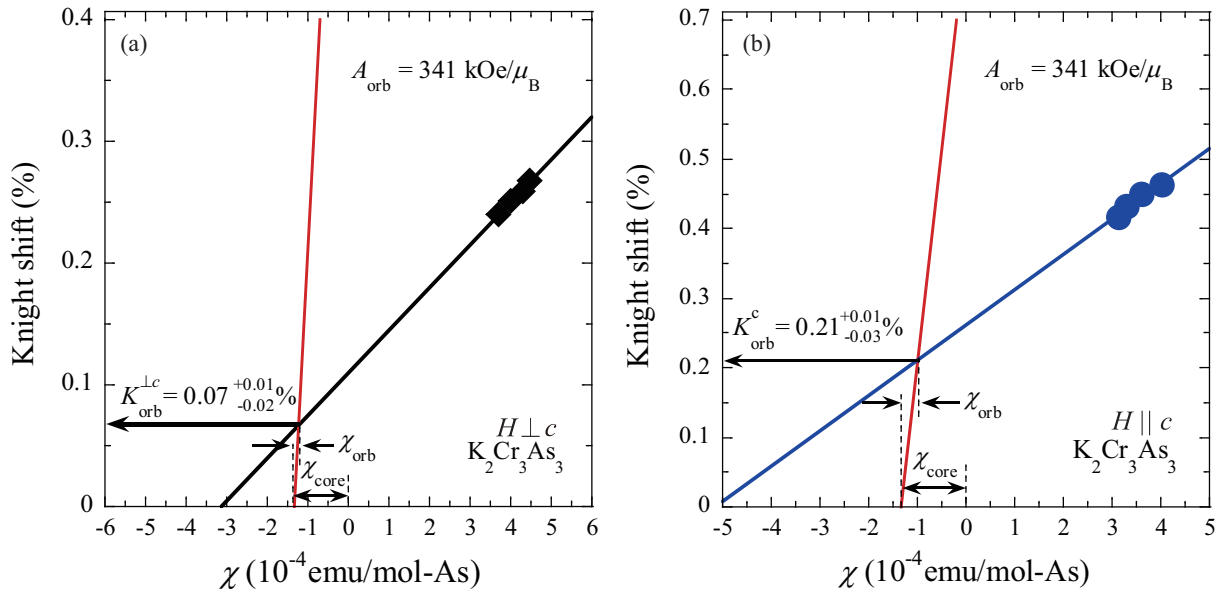 (a)
A_orb = 341 kOe/μ_B
0.4
0.3
0.2
0.1
0
Knight shift (%)
K^⊥c_orb = 0.07 +0.01 -0.02 %
χ_orb
χ_core
H ⊥ c
K₂Cr₃As₃
-6 -5 -4 -3 -2 -1 0 1 2 3 4 5 6
χ (10⁻⁴ emu/mol-As)
(b)
A_orb = 341 kOe/μ_B
0.7
0.6
0.5
0.4
0.3
0.2
0.1
0
Knight shift (%)
K^c_orb = 0.21 +0.01 -0.03 %
χ_orb
χ_core
H || c
K₂Cr₃As₃
-5 -4 -3 -2 -1 0 1 2 3 4 5
χ (10⁻⁴ emu/mol-As)